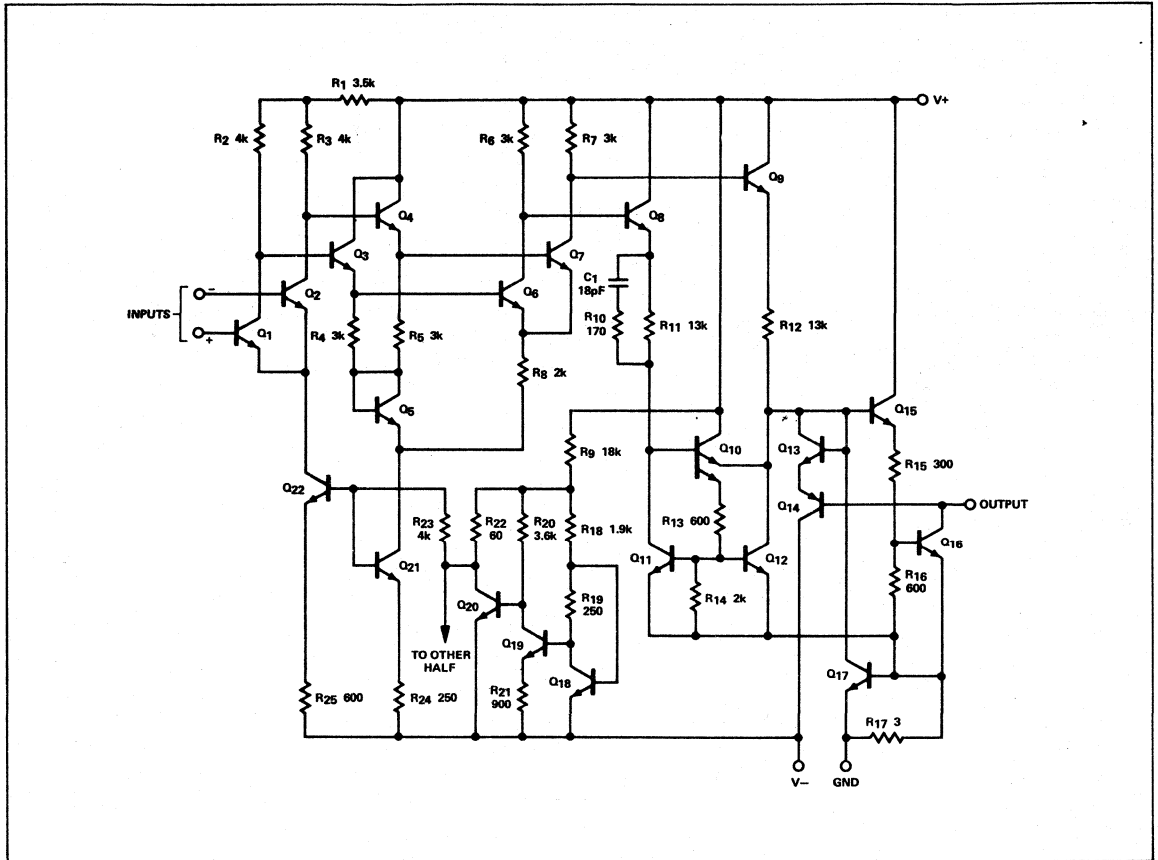 R1 3.5k
V+
R2 4k
R3 4k
R6 3k
R7 3k
Q9
Q4
Q8
Q3
Q7
C1
18pF
INPUTS
−
+
Q2
Q6
Q1
R4 3k
R5 3k
R10
170
R11 13k
R12 13k
R8 2k
Q5
Q15
Q10
Q13
R9 18k
R15 300
Q22
Q14
OUTPUT
R23
4k
R22
60
R20
3.6k
R18 1.9k
R13 600
Q16
Q11
Q12
Q21
R16
600
Q20
R19
250
R14 2k
TO OTHER
HALF
Q19
Q18
Q17
R25 600
R24 250
R21
900
R17 3
V−
GND